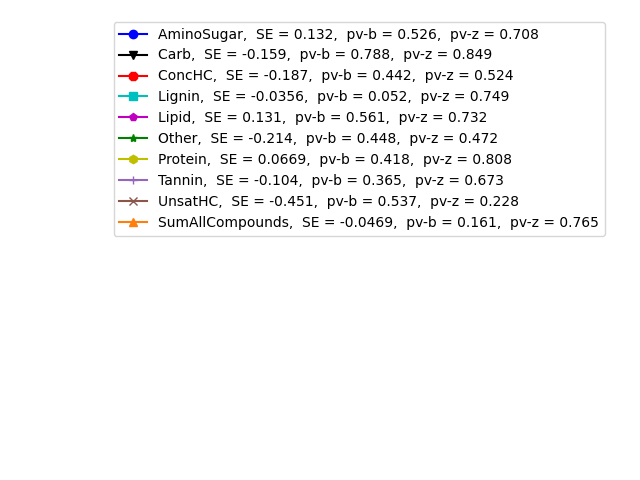 AminoSugar,  SE = 0.132,  pv-b = 0.526,  pv-z = 0.708
Carb,  SE = -0.159,  pv-b = 0.788,  pv-z = 0.849
ConcHC,  SE = -0.187,  pv-b = 0.442,  pv-z = 0.524
Lignin,  SE = -0.0356,  pv-b = 0.052,  pv-z = 0.749
Lipid,  SE = 0.131,  pv-b = 0.561,  pv-z = 0.732
Other,  SE = -0.214,  pv-b = 0.448,  pv-z = 0.472
Protein,  SE = 0.0669,  pv-b = 0.418,  pv-z = 0.808
Tannin,  SE = -0.104,  pv-b = 0.365,  pv-z = 0.673
UnsatHC,  SE = -0.451,  pv-b = 0.537,  pv-z = 0.228
SumAllCompounds,  SE = -0.0469,  pv-b = 0.161,  pv-z = 0.765